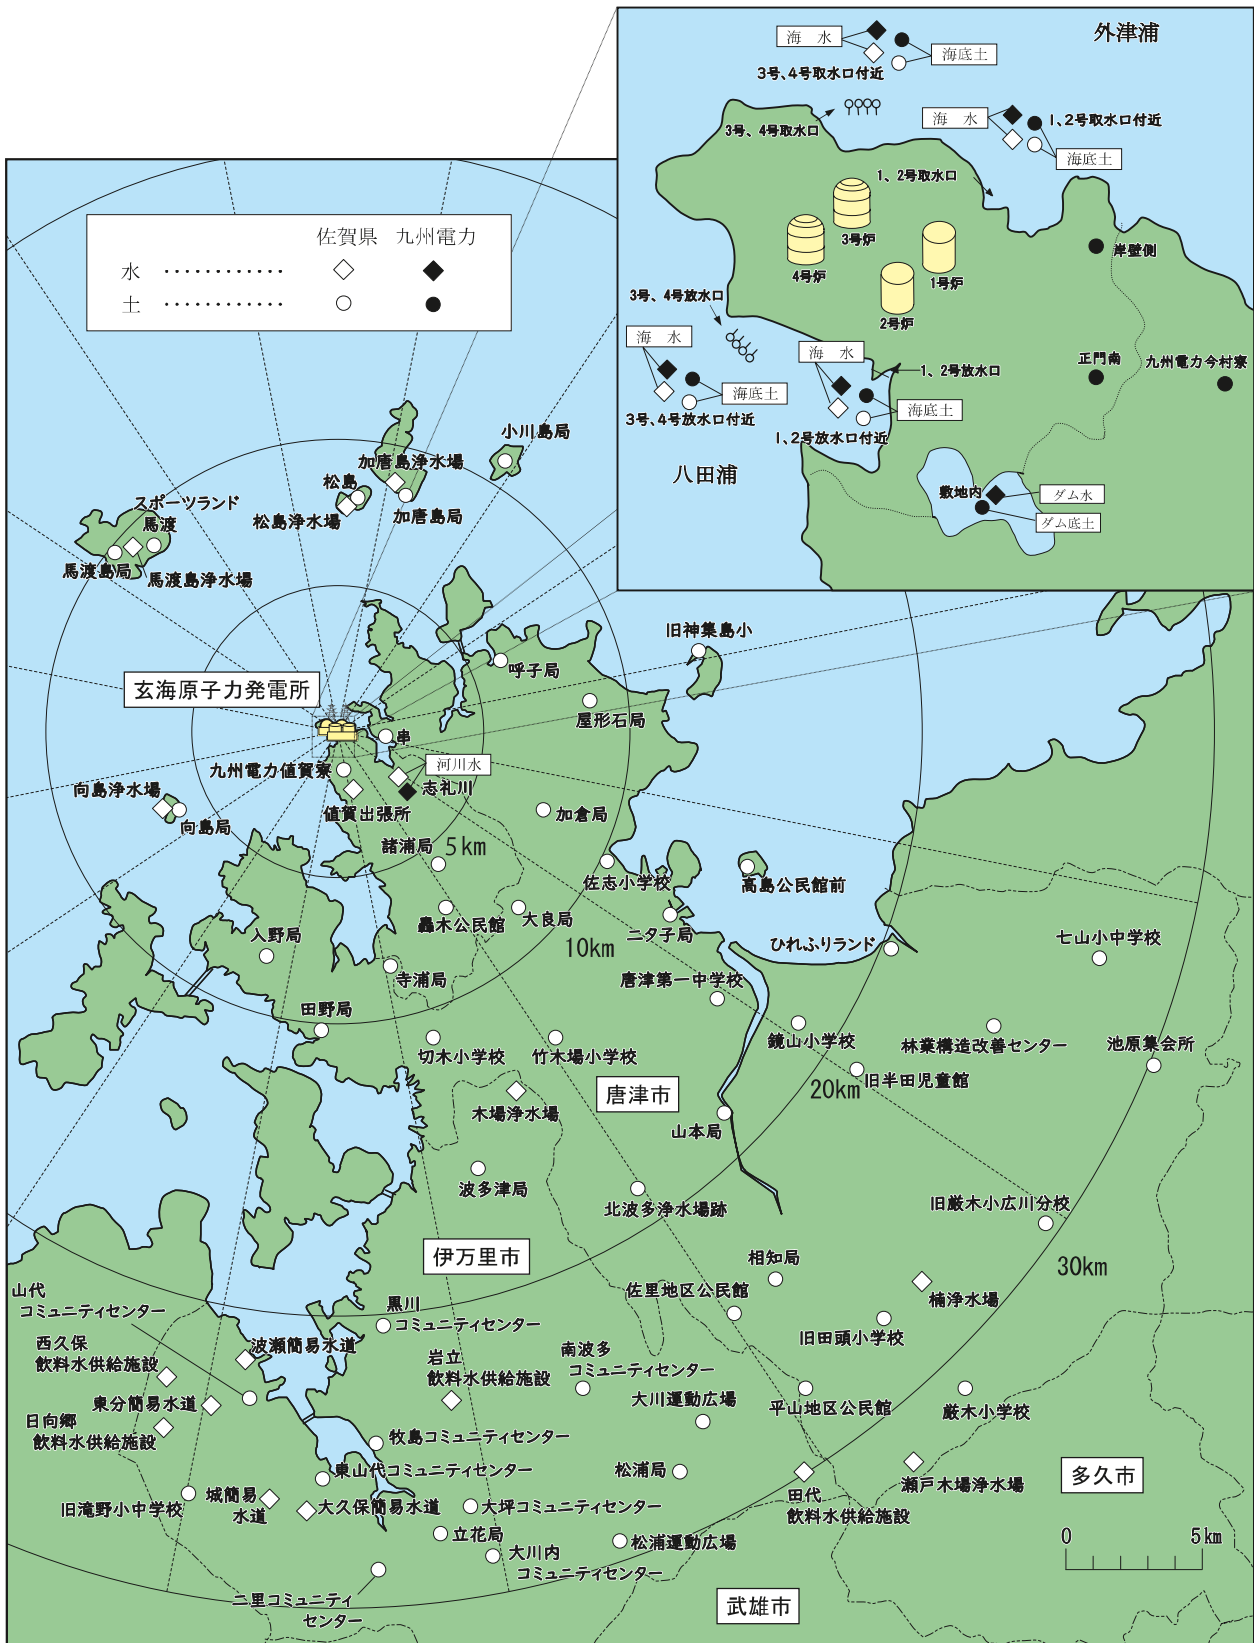 外津浦
海　水
海底土
3号、4号取水口付近
3号、4号取水口
海　水
1、2号取水口付近
海底土
1、2号取水口
3号炉
4号炉
1号炉
2号炉
岸壁側
3号、4号放水口
海　水
海底土
3号、4号放水口付近
海　水
1、2号放水口
海底土
1、2号放水口付近
正門南
九州電力今村寮
八田浦
敷地内
ダム水
ダム底土
佐賀県 九州電力
水 ‥‥‥‥‥‥
土 ‥‥‥‥‥‥
小川島局
加唐島浄水場
松島
松島浄水場
加唐島局
スポーツランド
馬渡
馬渡島局
馬渡島浄水場
旧神集島小
呼子局
屋形石局
玄海原子力発電所
串
九州電力値賀寮
河川水
志礼川
値賀出張所
向島浄水場
向島局
加倉局
諸浦局
5km
佐志小学校
高島公民館前
轟木公民館
大良局
二タ子局
ひれふりランド
七山小中学校
入野局
10km
寺浦局
唐津第一中学校
田野局
切木小学校
竹木場小学校
鏡山小学校
林業構造改善センター
池原集会所
旧半田児童館
20km
唐津市
木場浄水場
山本局
波多津局
北波多浄水場跡
旧厳木小広川分校
伊万里市
相知局
30km
佐里地区公民館
楠浄水場
旧田頭小学校
山代
コミュニティセンター
黒川
コミュニティセンター
西久保
飲料水供給施設
波瀬簡易水道
岩立
飲料水供給施設
南波多
コミュニティセンター
大川運動広場
平山地区公民館
厳木小学校
東分簡易水道
日向郷
飲料水供給施設
牧島コミュニティセンター
東山代コミュニティセンター
松浦局
瀬戸木場浄水場
多久市
旧滝野小中学校
城簡易
水道
大久保簡易水道
大坪コミュニティセンター
田代
飲料水供給施設
立花局
松浦運動広場
大川内
コミュニティセンター
0 5km
二里コミュニティ
センター
武雄市